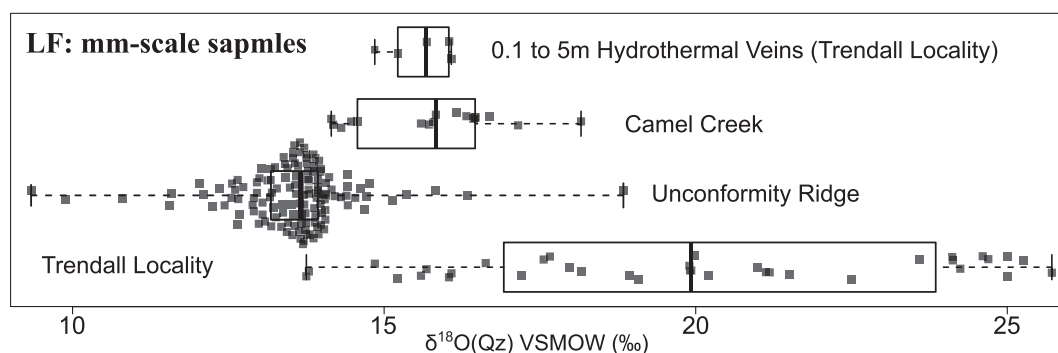 LF: mm-scale sapmles
0.1 to 5m Hydrothermal Veins (Trendall Locality)
Camel Creek
Unconformity Ridge
Trendall Locality
10 15 20 25
δ¹⁸O(Qz) VSMOW (‰)